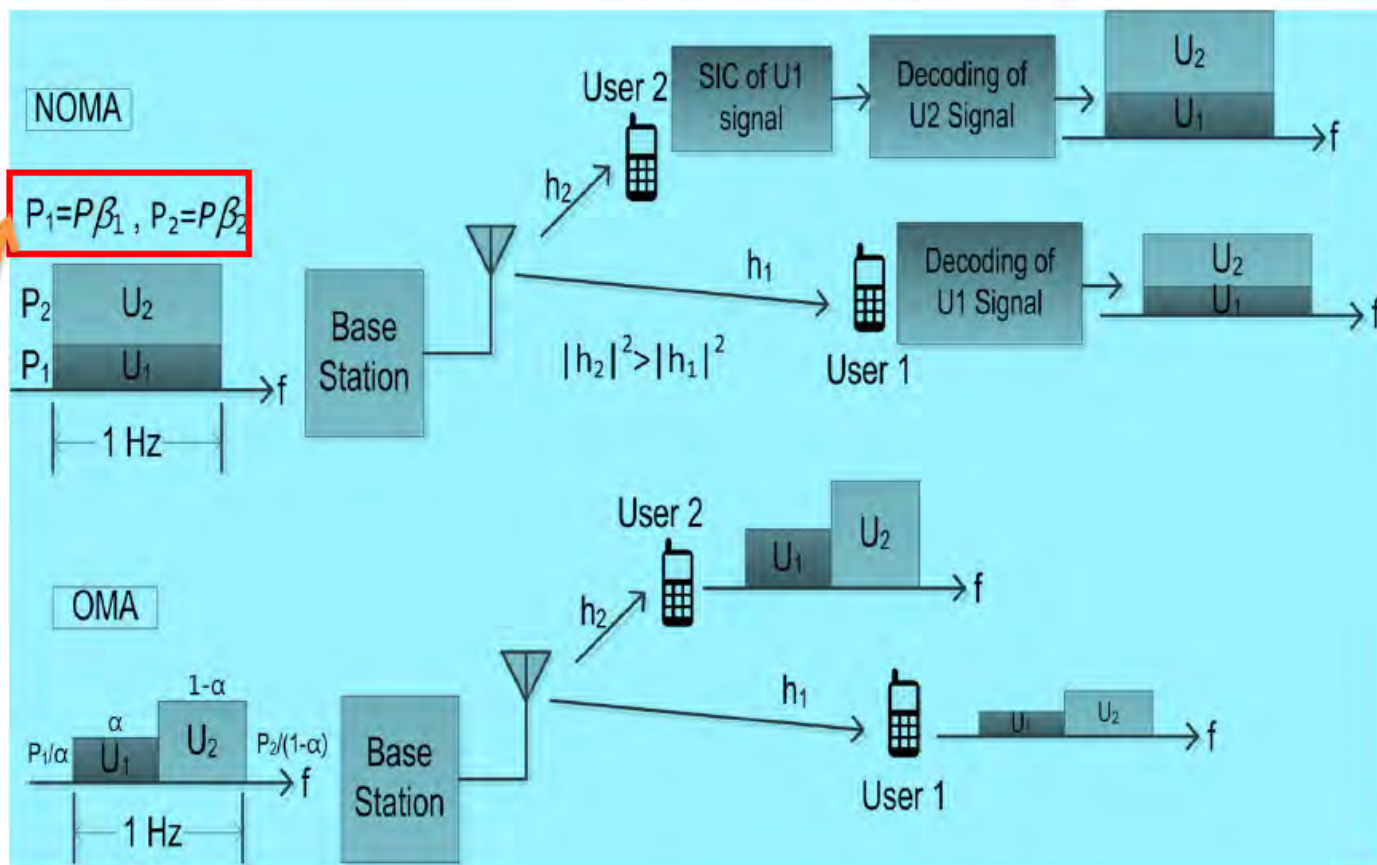 NOMA
P₁=Pβ₁ , P₂=Pβ₂
P₂
U₂
P₁
U₁
f
1 Hz
Base
Station
h₂
h₁
|h₂|²>|h₁|²
User 2
SIC of U1
signal
Decoding of
U2 Signal
U₂
U₁
f
User 1
Decoding of
U1 Signal
U₂
U₁
f
OMA
1-α
α
P₁/α
U₁
U₂
P₂/(1-α)
f
1 Hz
Base
Station
h₂
h₁
User 2
U₁
U₂
f
User 1
U₁
U₂
f